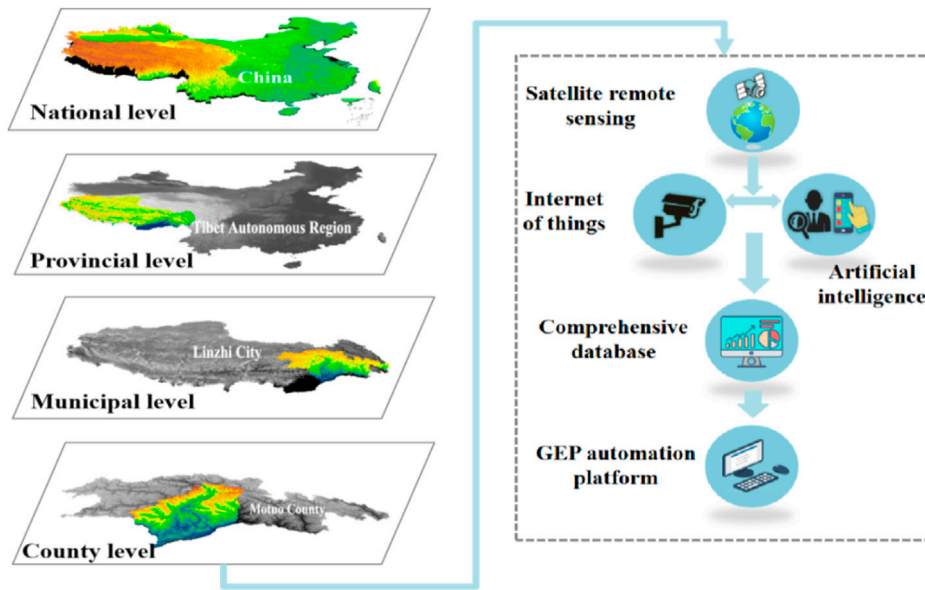 China
National level
Tibet Autonomous Region
Provincial level
Linzhi City
Municipal level
Motuo County
County level
Satellite remote
sensing
Internet
of things
Artificial
intelligence
Comprehensive
database
GEP automation
platform